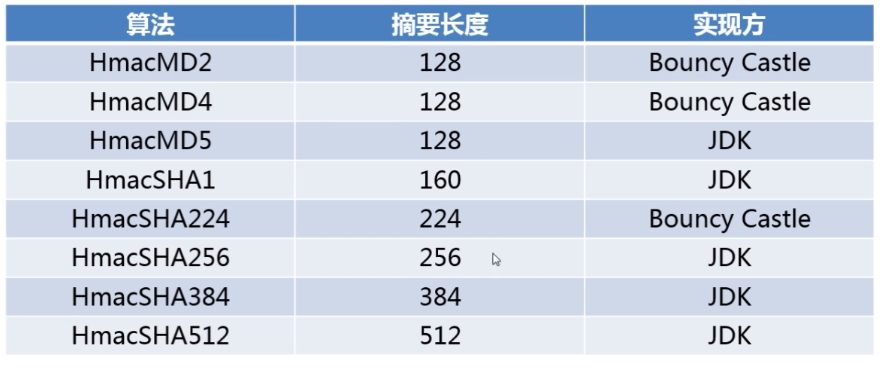 算法 摘要长度 实现方
HmacMD2 128 Bouncy Castle
HmacMD4 128 Bouncy Castle
HmacMD5 128 JDK
HmacSHA1 160 JDK
HmacSHA224 224 Bouncy Castle
HmacSHA256 256 JDK
HmacSHA384 384 JDK
HmacSHA512 512 JDK